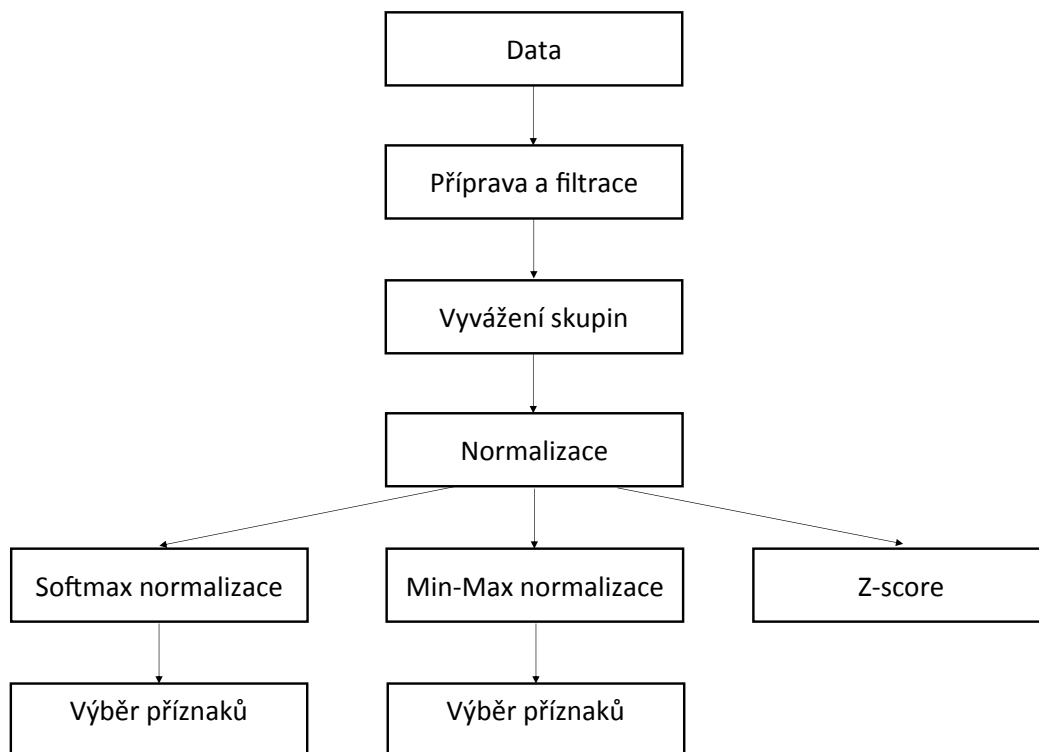 Data
Příprava a filtrace
Vyvážení skupin
Normalizace
Softmax normalizace
Min-Max normalizace
Z-score
Výběr příznaků
Výběr příznaků